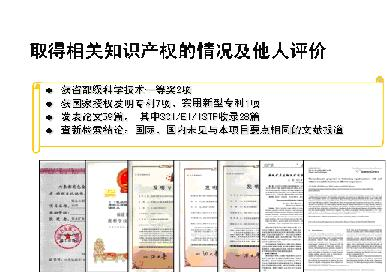 取得相关知识产权的情况及他人评价
获省部级科学技术一等奖2项
获国家授权发明专利7项、实用新型专利1项
发表论文59篇，其中SCI/EI/ISTP收录28篇
查新检索结论：国际、国内未见与本项目要点相同的文献报道